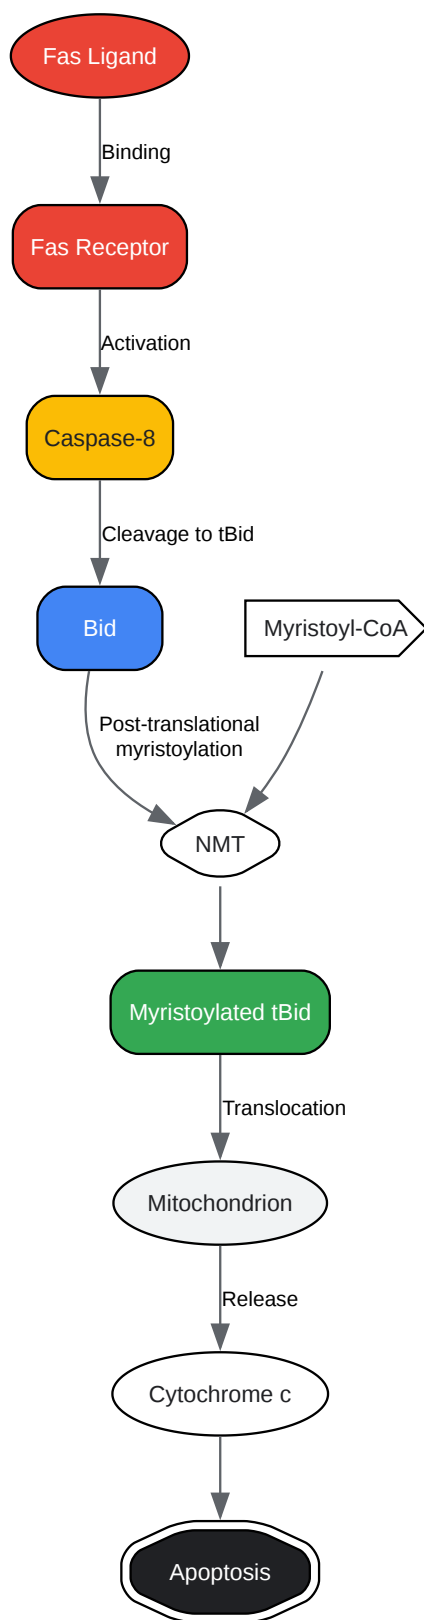 Fas Ligand
Binding
Fas Receptor
Activation
Caspase-8
Cleavage to tBid
Bid
Myristoyl-CoA
Post-translational
myristoylation
NMT
Myristoylated tBid
Translocation
Mitochondrion
Release
Cytochrome c
Apoptosis